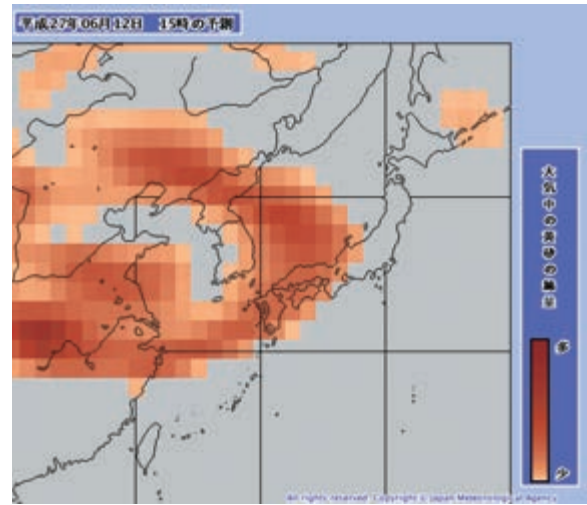 平成27年06月12日　15時の予測
大気中の黄砂の総量
多
少
All rights reserved. Copyright © Japan Meteorological Agency